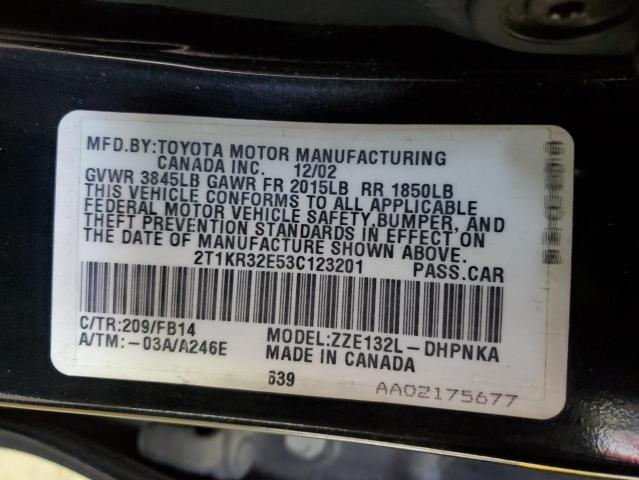 MFD.BY:TOYOTA MOTOR MANUFACTURING
CANADA INC. 12/02
GVWR 3845LB GAWR FR 2015LB RR 1850LB
THIS VEHICLE CONFORMS TO ALL APPLICABLE
FEDERAL MOTOR VEHICLE SAFETY,BUMPER, AND
THEFT PREVENTION STANDARDS IN EFFECT ON
THE DATE OF MANUFACTURE SHOWN ABOVE.
2T1KR32E53C123201 PASS.CAR
C/TR:209/FB14 MODEL:ZZE132L-DHPNKA
A/TM:-03A/A246E MADE IN CANADA
639 AA02175677